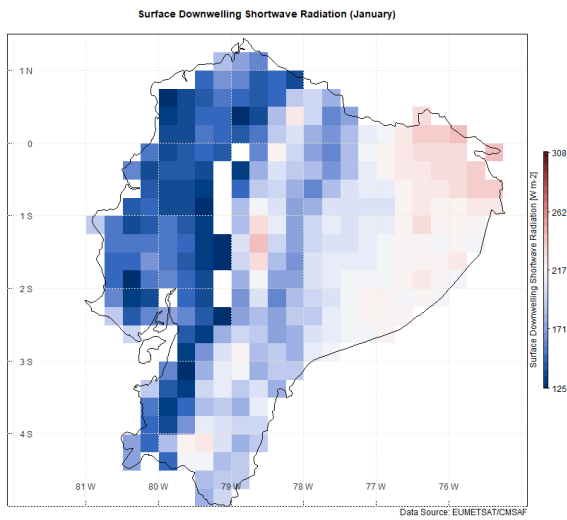 Surface Downwelling Shortwave Radiation (January)
1 N
0
1 S
2 S
3 S
4 S
81 W
80 W
79 W
78 W
77 W
76 W
308
262
217
171
125
Surface Downwelling Shortwave Radiation [W m-2]
Data Source: EUMETSAT/CMSAF